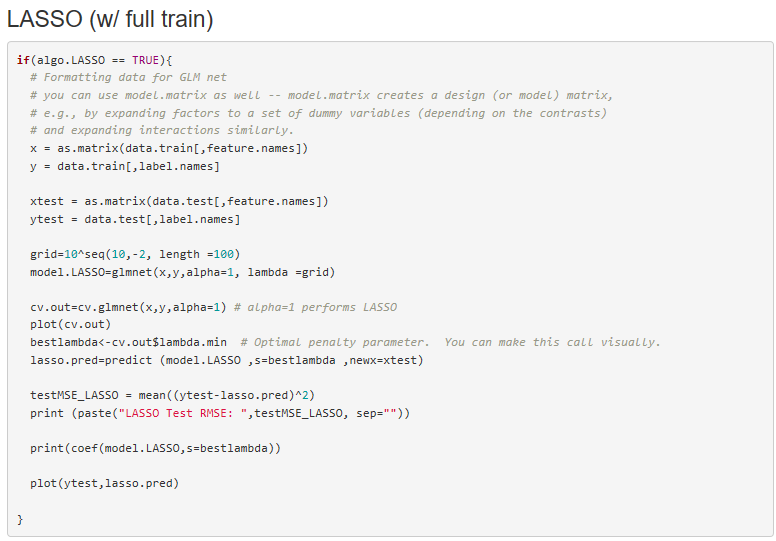 LASSO (w/ full train)
if(algo.LASSO == TRUE){
  # Formatting data for GLM net
  # you can use model.matrix as well -- model.matrix creates a design (or model) matrix,
  # e.g., by expanding factors to a set of dummy variables (depending on the contrasts)
  # and expanding interactions similarly.
  x = as.matrix(data.train[,feature.names])
  y = data.train[,label.names]
  xtest = as.matrix(data.test[,feature.names])
  ytest = data.test[,label.names]
  grid=10^seq(10,-2, length =100)
  model.LASSO=glmnet(x,y,alpha=1, lambda =grid)
  cv.out=cv.glmnet(x,y,alpha=1) # alpha=1 performs LASSO
  plot(cv.out)
  bestlambda<-cv.out$lambda.min  # Optimal penalty parameter.  You can make this call visually.
  lasso.pred=predict (model.LASSO ,s=bestlambda ,newx=xtest)
  testMSE_LASSO = mean((ytest-lasso.pred)^2)
  print (paste("LASSO Test RMSE: ",testMSE_LASSO, sep=""))
  print(coef(model.LASSO,s=bestlambda))
  plot(ytest,lasso.pred)
}